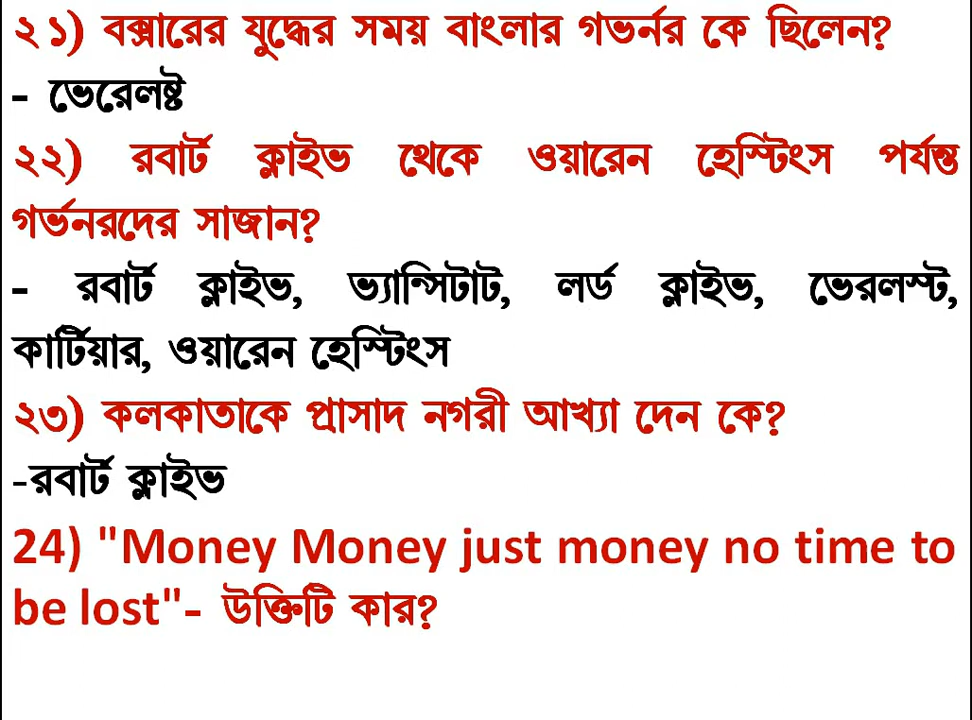 ২১) বক্সারের যুদ্ধের সময় বাংলার গভর্নর কে ছিলেন?
- ভেরেলষ্ট
২২) রবার্ট ক্লাইভ থেকে ওয়ারেন হেস্টিংস পর্যন্ত
গর্ভনরদের সাজান?
- রবার্ট ক্লাইভ, ভ্যান্সিটাট, লর্ড ক্লাইভ, ভেরলস্ট,
কার্টিয়ার, ওয়ারেন হেস্টিংস
২৩) কলকাতাকে প্রাসাদ নগরী আখ্যা দেন কে?
-রবার্ট ক্লাইভ
24) "Money Money just money no time to
be lost"- উক্তিটি কার?